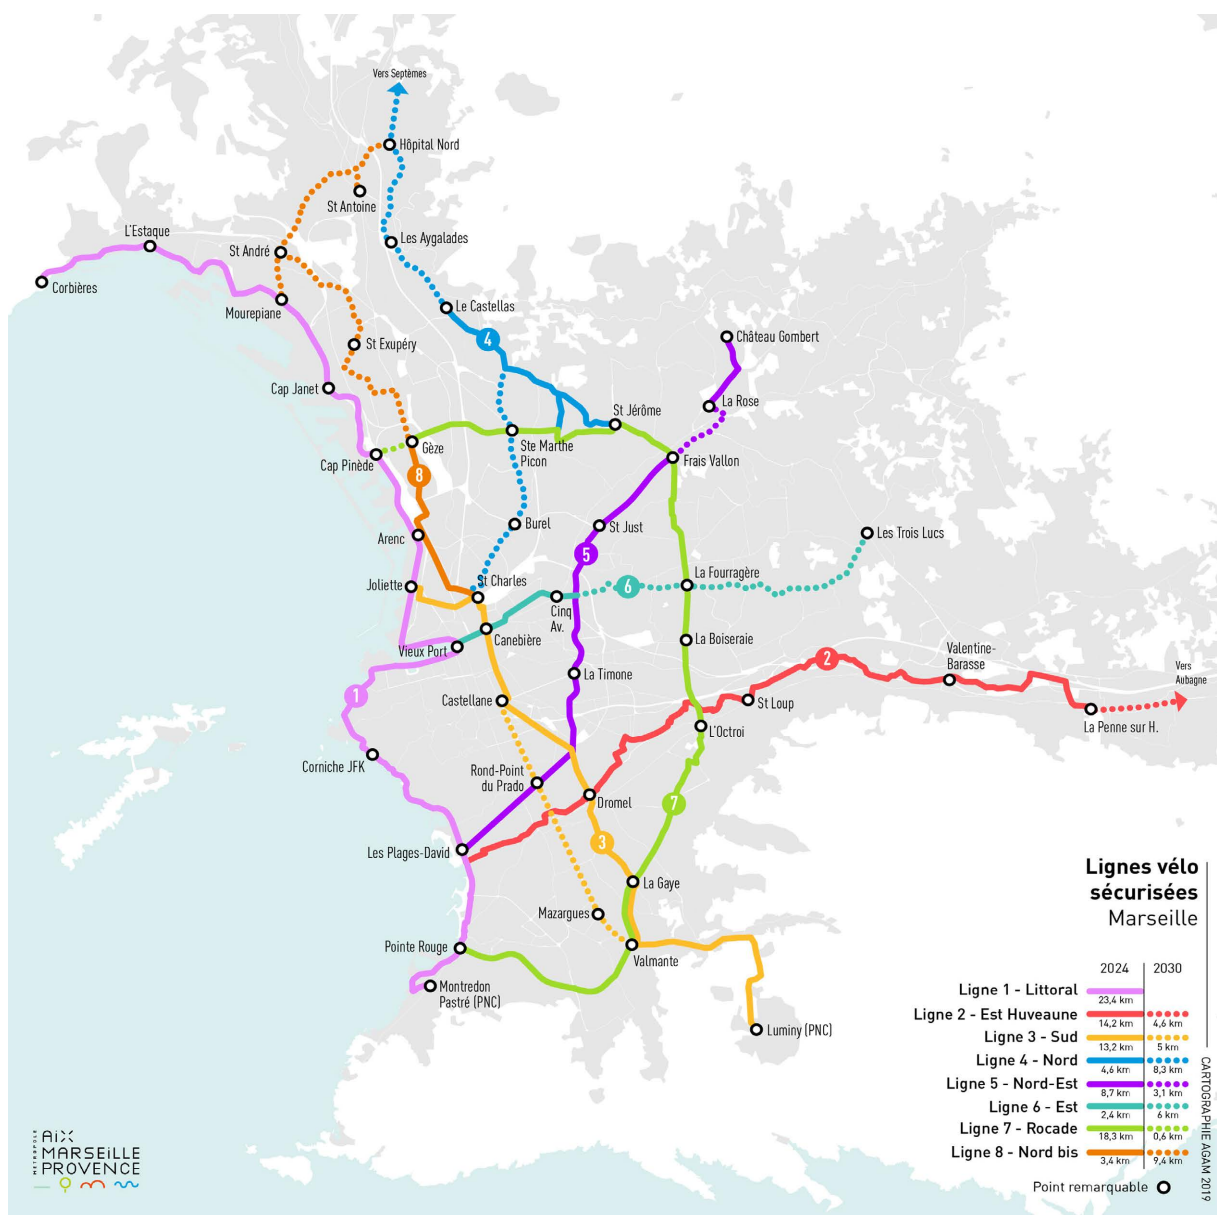 Vers Septèmes
Hôpital Nord
St Antoine
L'Estaque
St André
Les Aygalades
Corbières
Mourepiane
Le Castellas
4
St Exupéry
Château Gombert
Cap Janet
La Rose
St Jérôme
Gèze
Ste Marthe
Picon
Cap Pinède
Frais Vallon
8
Arenc
Burel
St Just
Les Trois Lucs
5
Joliette
St Charles
6
La Fourragère
Cinq
Av.
Canebière
La Boiseraie
Vieux Port
2
Valentine-
Barasse
Vers
Aubagne
1
La Timone
Castellane
St Loup
La Penne sur H.
L'Octroi
Corniche JFK
Rond-Point
du Prado
Dromel
7
3
Les Plages-David
La Gaye
Mazargues
Pointe Rouge
Valmante
Montredon
Pastré (PNC)
Luminy (PNC)
Lignes vélo
sécurisées
Marseille
2024 2030
Ligne 1 - Littoral
23,4 km
Ligne 2 - Est Huveaune
14,2 km 4,6 km
Ligne 3 - Sud
13,2 km 5 km
Ligne 4 - Nord
4,6 km 8,3 km
Ligne 5 - Nord-Est
8,7 km 3,1 km
Ligne 6 - Est
2,4 km 6 km
Ligne 7 - Rocade
18,3 km 0,6 km
Ligne 8 - Nord bis
3,4 km 9,4 km
Point remarquable
CARTOGRAPHIE AGAM 2019
MÉTROPOLE
AIX
MARSEILLE
PROVENCE